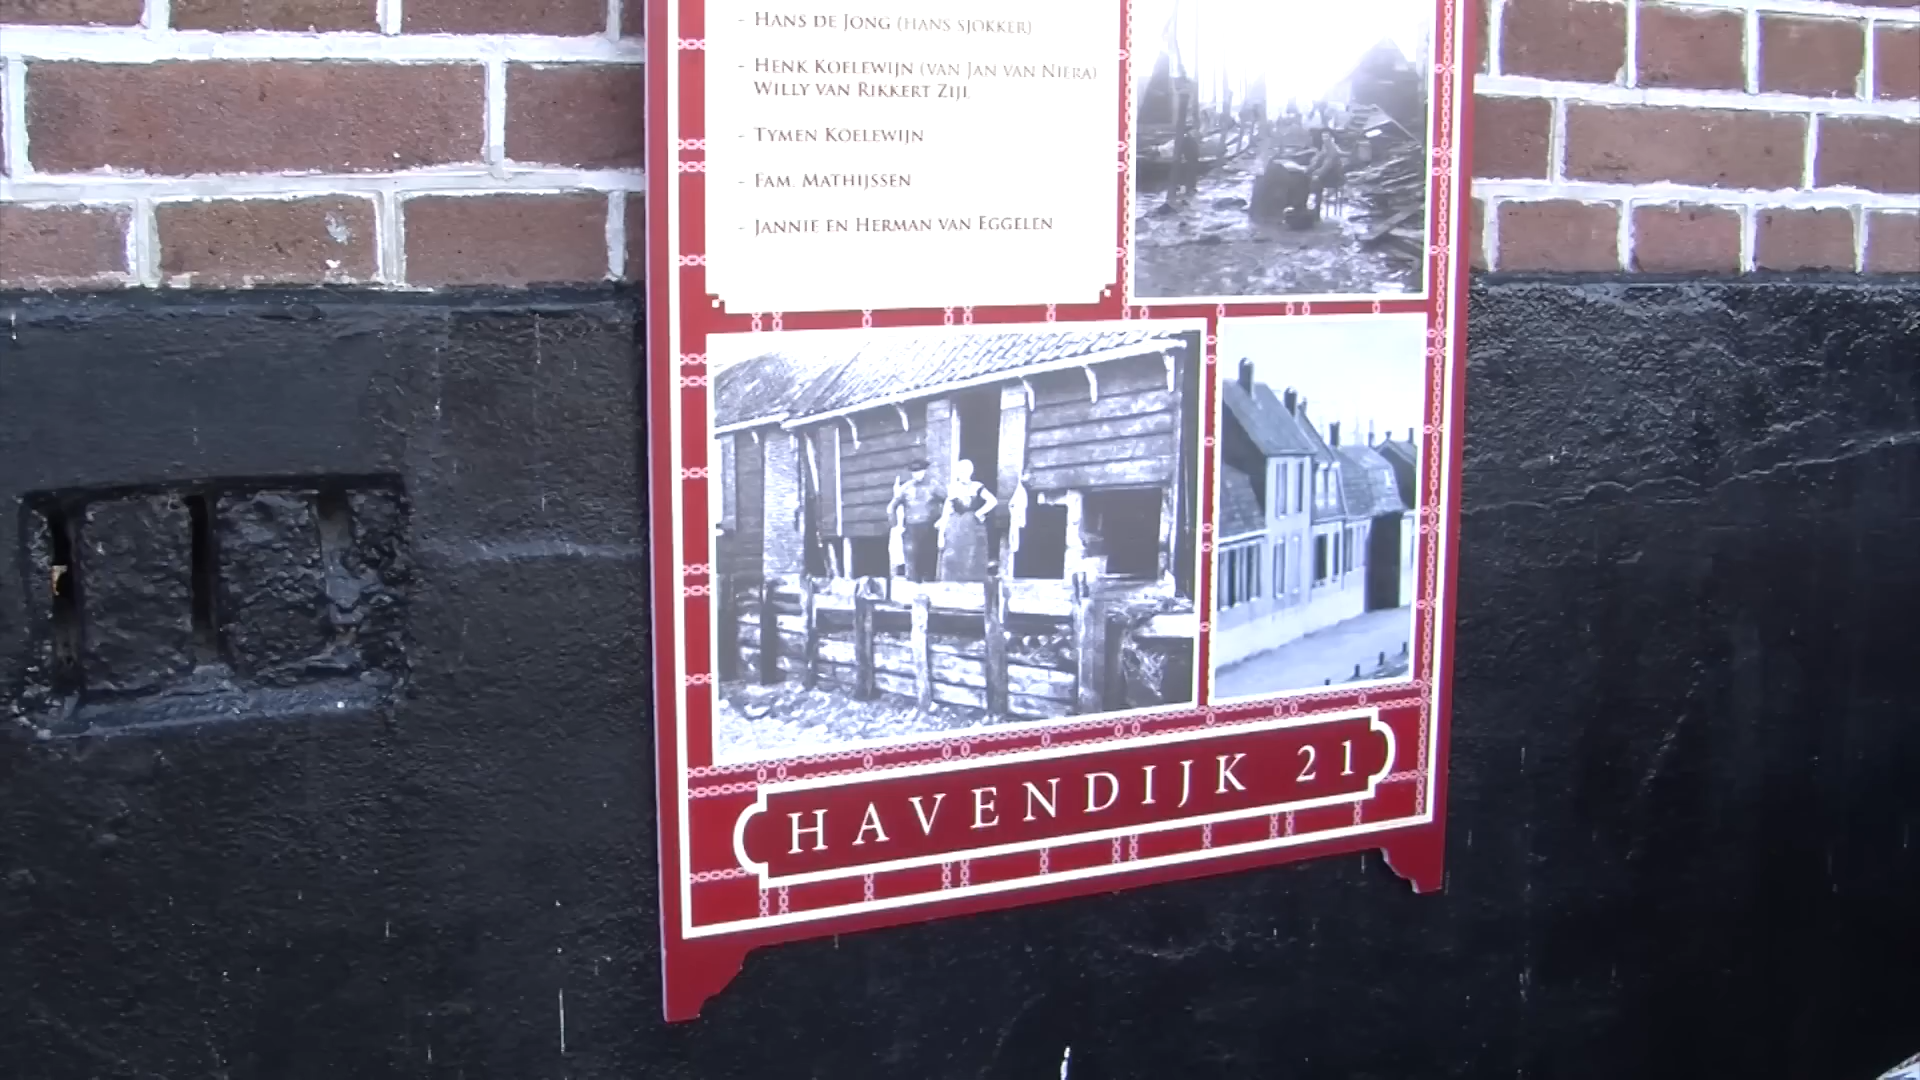 - HANS DE JONG (HANS SJOKKER)
- HENK KOELEWIJN (VAN JAN VAN NIERA)
WILLY VAN RIKKERT ZIJL
- TYMEN KOELEWIJN
- FAM. MATHIJSSEN
- JANNIE EN HERMAN VAN EGGELEN
HAVENDIJK 21